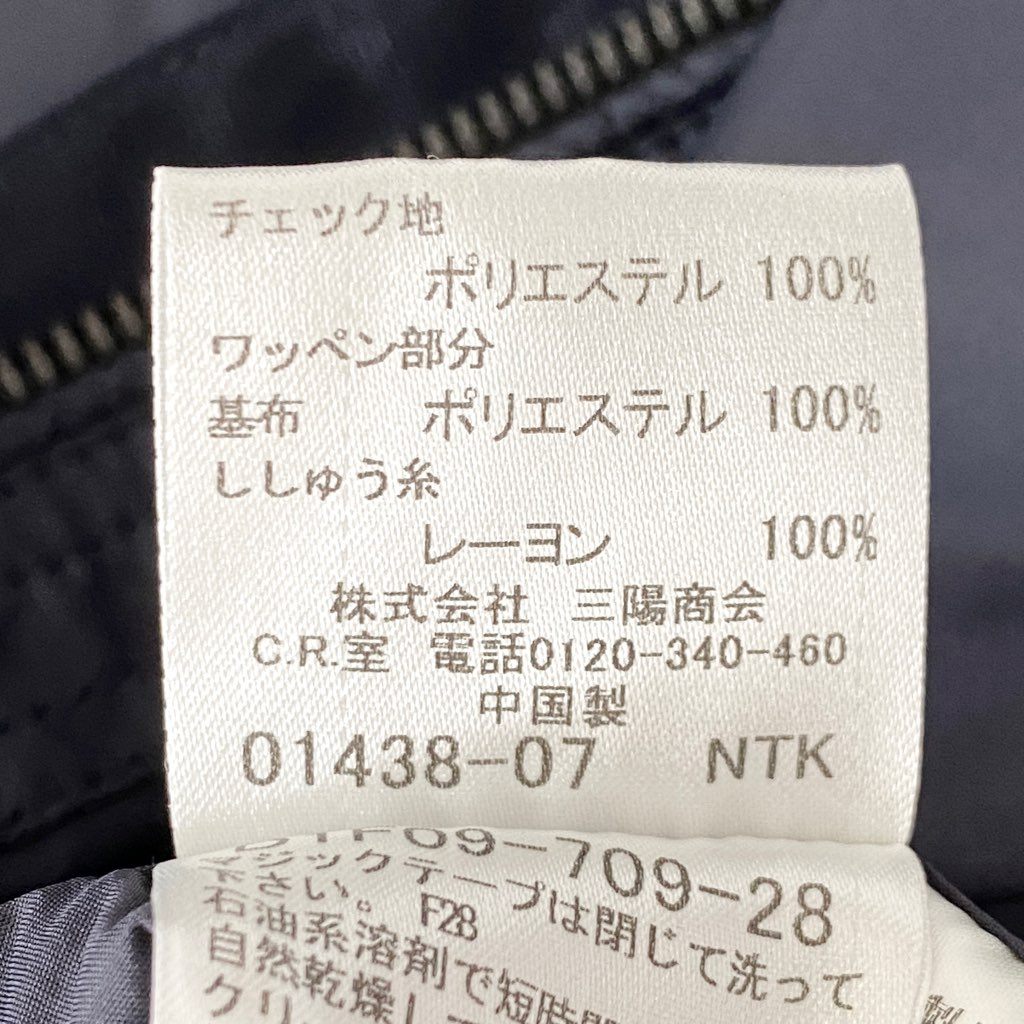 チェック地
ポリエステル 100%
ワッペン部分
基布 ポリエステル 100%
ししゅう糸
レーヨン 100%
株式会社 三陽商会
C.R.室 電話0120-340-460
中国製
01438-07 NTK
F09-709-28
ジックテープは閉じて洗って
さい。 F28
石油系溶剤で短時間
自然乾燥し
クリ